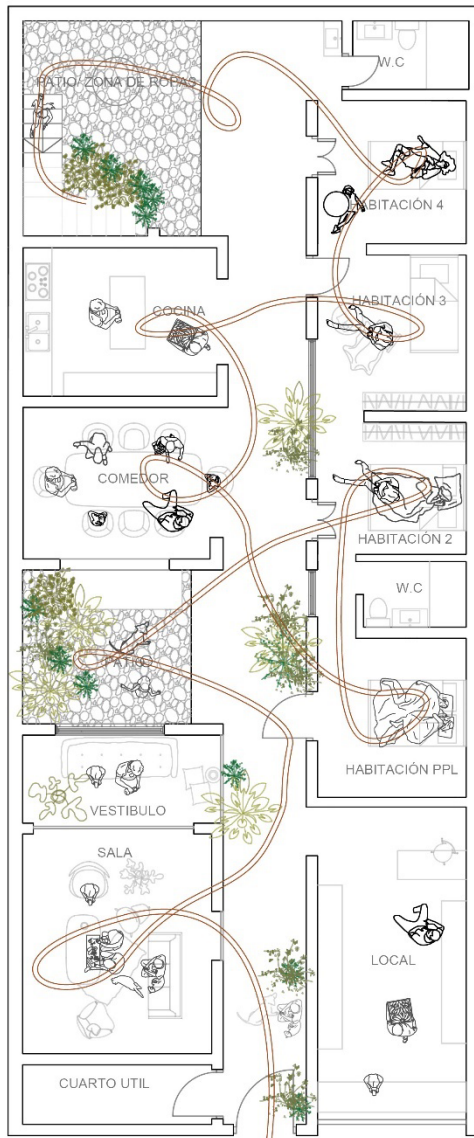 PATIO/ ZONA DE ROPAS
W.C
HABITACIÓN 4
COCINA
HABITACIÓN 3
COMEDOR
HABITACIÓN 2
W.C
PATIO
HABITACIÓN PPL
VESTIBULO
SALA
LOCAL
CUARTO UTIL